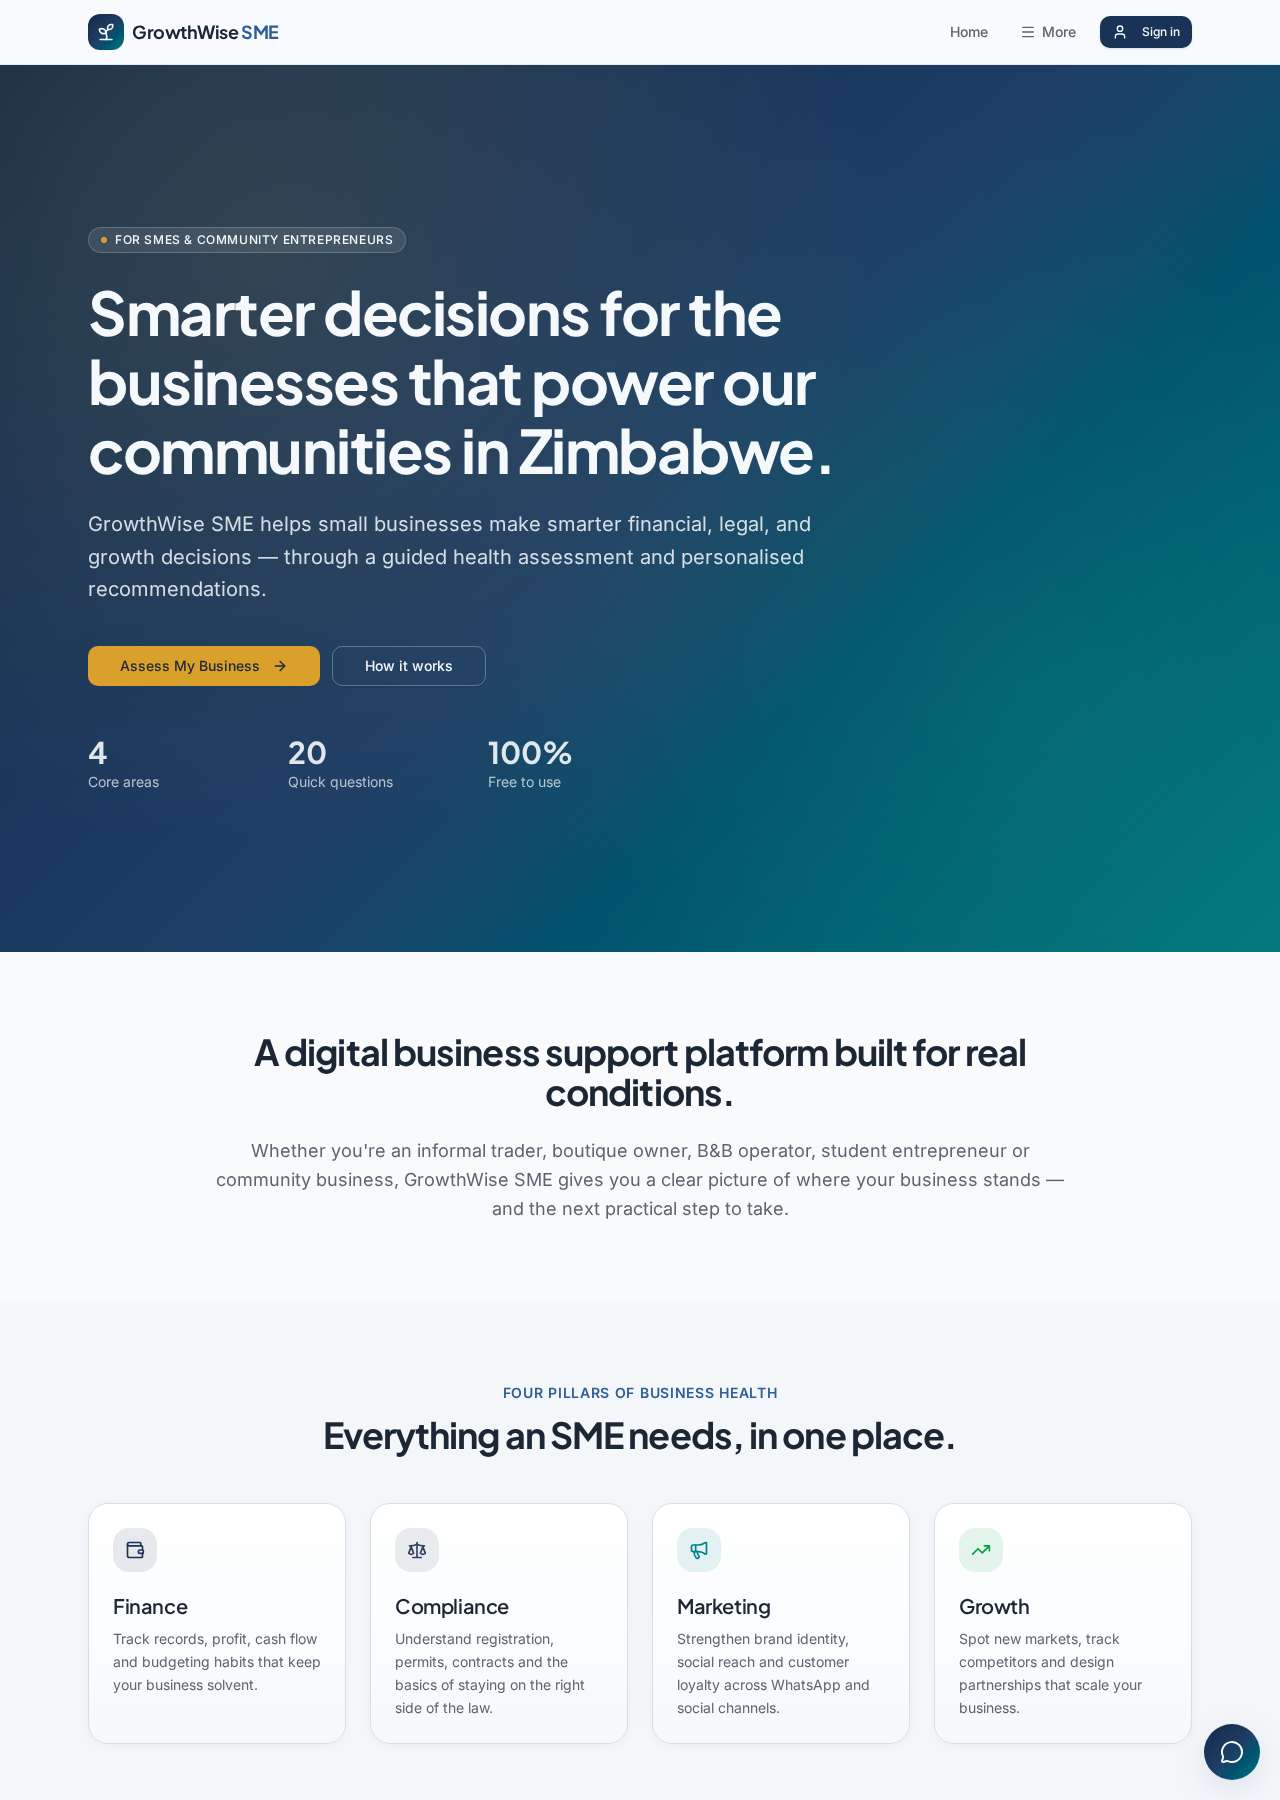 GrowthWise SME
Home
More
Sign in
FOR SMES & COMMUNITY ENTREPRENEURS
Smarter decisions for the
businesses that power our
communities in Zimbabwe.
GrowthWise SME helps small businesses make smarter financial, legal, and
growth decisions — through a guided health assessment and personalised
recommendations.
Assess My Business
How it works
4
Core areas
20
Quick questions
100%
Free to use
A digital business support platform built for real
conditions.
Whether you're an informal trader, boutique owner, B&B operator, student entrepreneur or
community business, GrowthWise SME gives you a clear picture of where your business stands —
and the next practical step to take.
FOUR PILLARS OF BUSINESS HEALTH
Everything an SME needs, in one place.
Finance
Track records, profit, cash flow
and budgeting habits that keep
your business solvent.
Compliance
Understand registration,
permits, contracts and the
basics of staying on the right
side of the law.
Marketing
Strengthen brand identity,
social reach and customer
loyalty across WhatsApp and
social channels.
Growth
Spot new markets, track
competitors and design
partnerships that scale your
business.